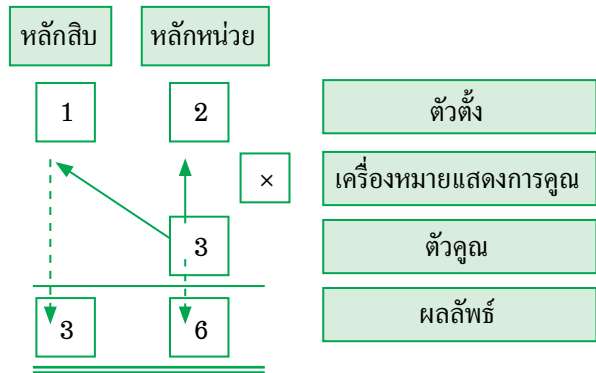 หลักสิบ หลักหน่วย
1 2 ตัวตั้ง
× เครื่องหมายแสดงการคูณ
3 ตัวคูณ
3 6 ผลลัพธ์